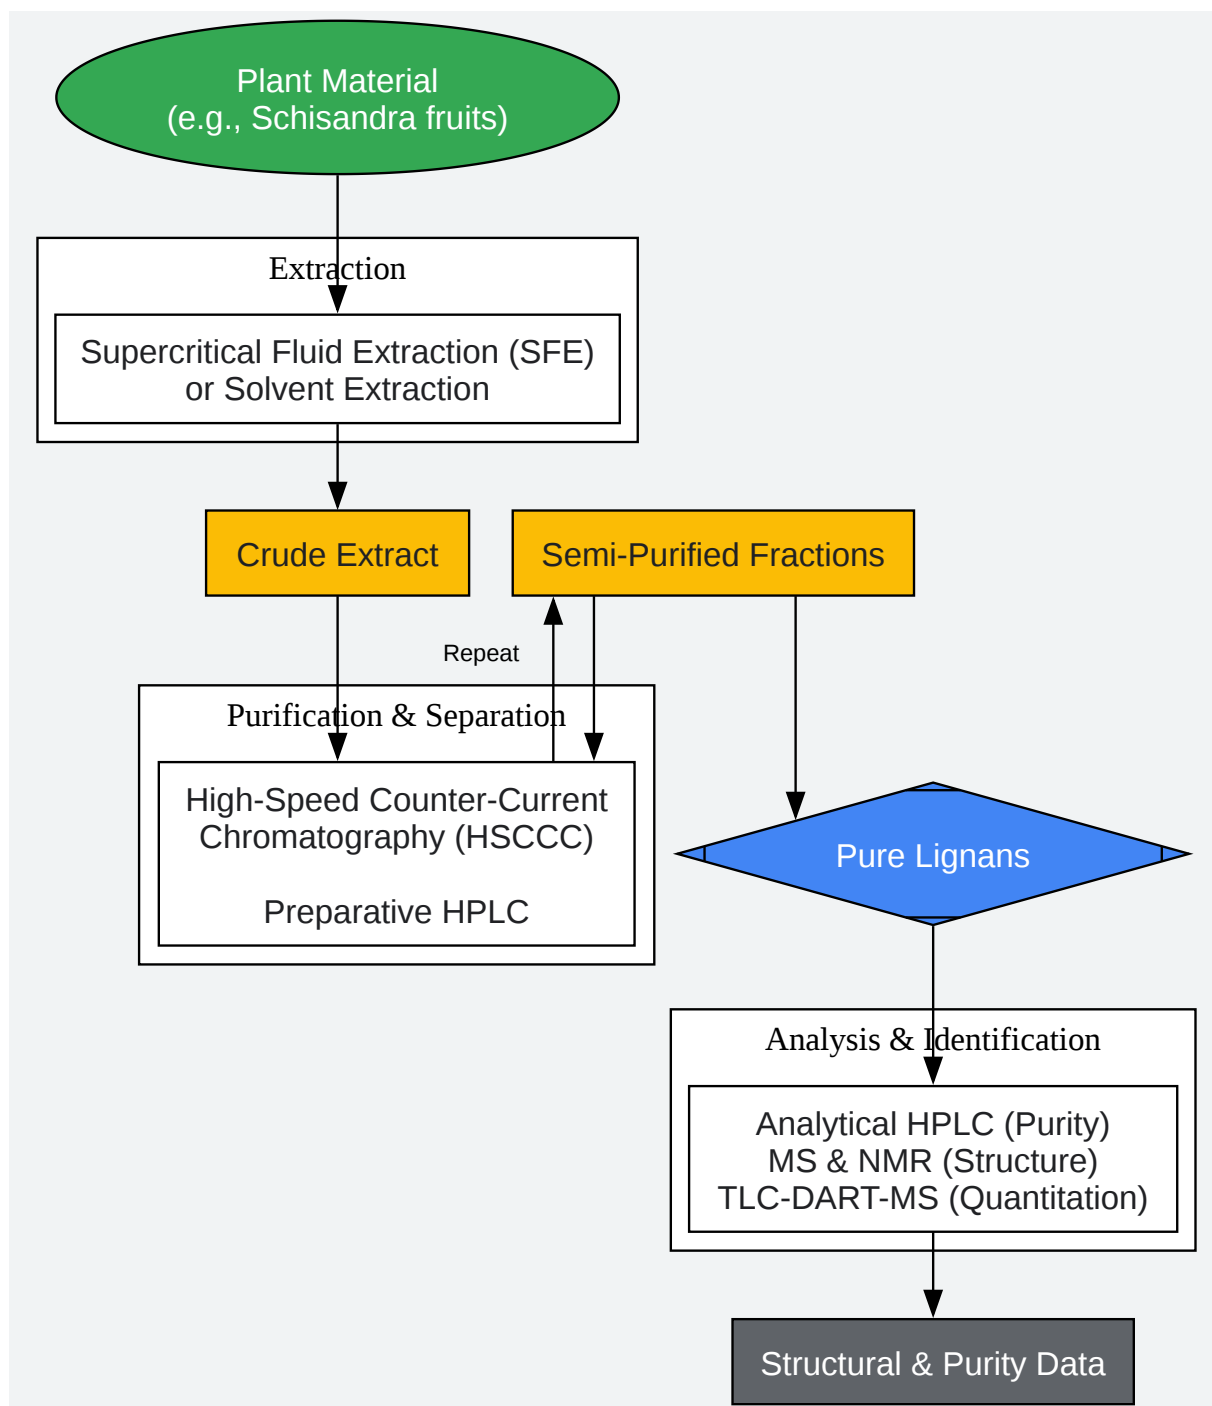 Plant Material
(e.g., Schisandra fruits)
Extraction
Supercritical Fluid Extraction (SFE)
or Solvent Extraction
Crude Extract
Semi-Purified Fractions
Repeat
Purification & Separation
High-Speed Counter-Current
Chromatography (HSCCC)
Preparative HPLC
Pure Lignans
Analysis & Identification
Analytical HPLC (Purity)
MS & NMR (Structure)
TLC-DART-MS (Quantitation)
Structural & Purity Data